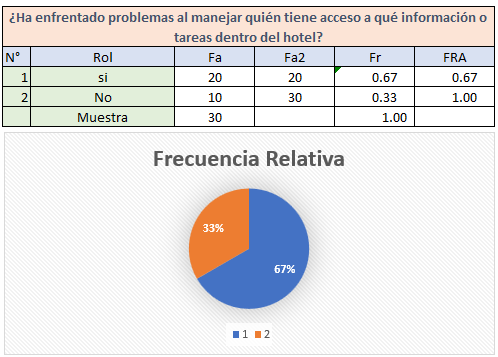 ¿Ha enfrentado problemas al manejar quién tiene acceso a qué información o
tareas dentro del hotel?
N° Rol Fa Fa2 Fr FRA
1 si 20 20 0.67 0.67
2 No 10 30 0.33 1.00
Muestra 30 1.00
Frecuencia Relativa
33%
67%
1 2